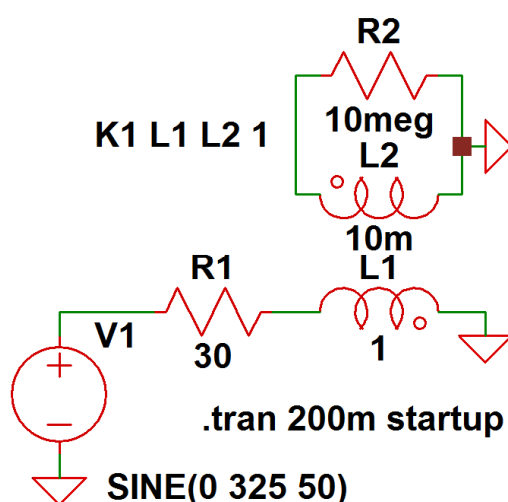 R2
K1 L1 L2 1
10meg
L2
10m
R1
L1
V1
30
1
.tran 200m startup
SINE(0 325 50)